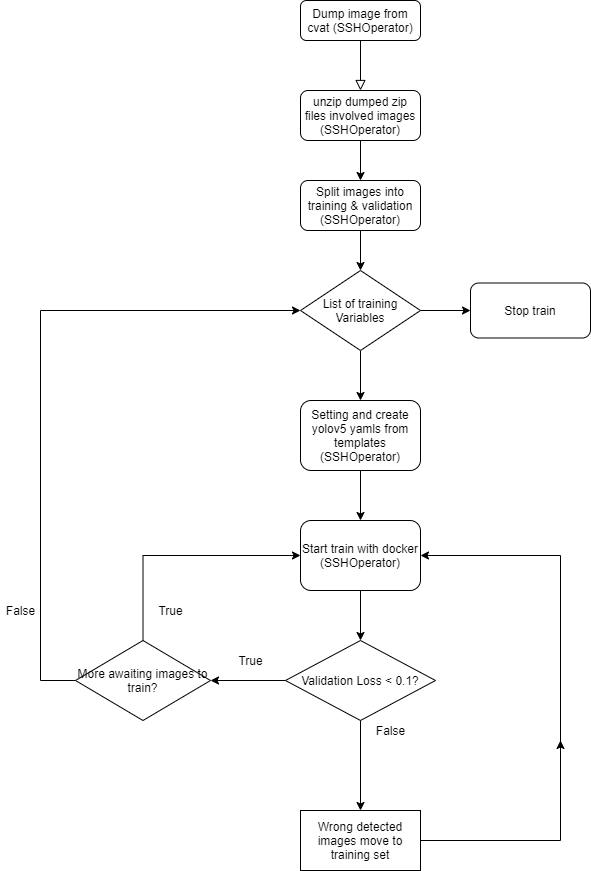 Dump image from
cvat (SSHOperator)
unzip dumped zip
files involved images
(SSHOperator)
Split images into
training & validation
(SSHOperator)
List of training
Variables
Stop train
Setting and create
yolov5 yamls from
templates
(SSHOperator)
Start train with docker
(SSHOperator)
False
True
True
More awaiting images to
train?
Validation Loss < 0.1?
False
Wrong detected
images move to
training set